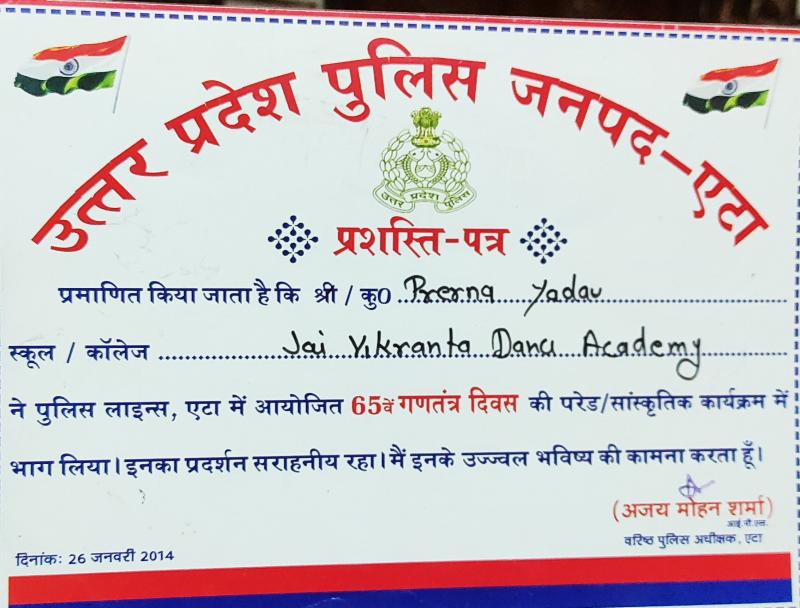 उत्तर प्रदेश पुलिस जनपद-एटा
उत्तर प्रदेश पुलिस
प्रशस्ति-पत्र
प्रमाणित किया जाता है कि श्री / कु0 Prerna Yadav
स्कूल / कॉलेज Jai Vikranta Danci Academy
ने पुलिस लाइन्स, एटा में आयोजित 65वें गणतंत्र दिवस की परेड/सांस्कृतिक कार्यक्रम में
भाग लिया। इनका प्रदर्शन सराहनीय रहा। मैं इनके उज्ज्वल भविष्य की कामना करता हूँ।
(अजय मोहन शर्मा)
आई.पी.एस.
वरिष्ठ पुलिस अधीक्षक, एटा
दिनांकः 26 जनवरी 2014